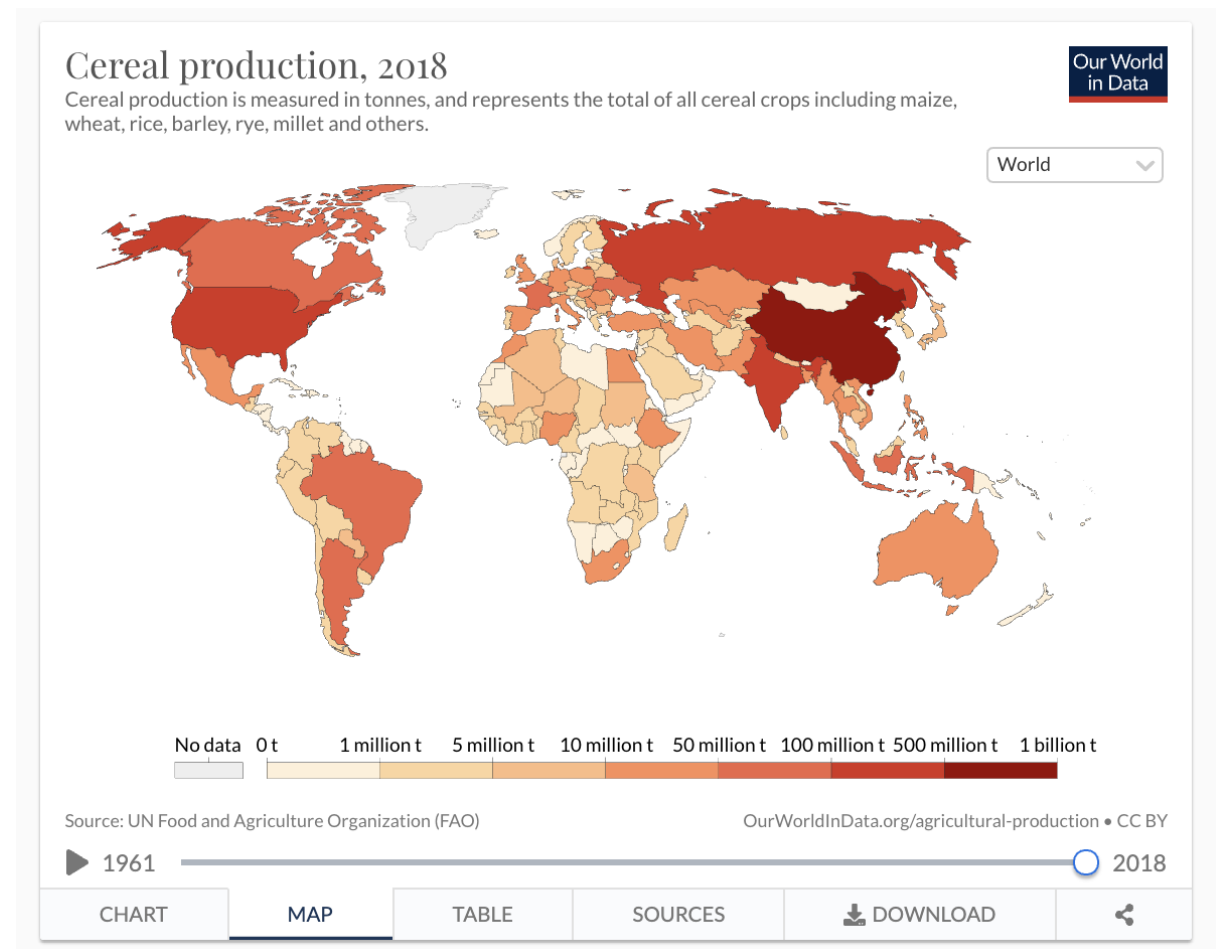 Cereal production, 2018
Our World
in Data
Cereal production is measured in tonnes, and represents the total of all cereal crops including maize,
wheat, rice, barley, rye, millet and others.
World
No data 0 t 1 million t 5 million t 10 million t 50 million t 100 million t 500 million t 1 billion t
Source: UN Food and Agriculture Organization (FAO) OurWorldInData.org/agricultural-production • CC BY
1961 2018
CHART MAP TABLE SOURCES DOWNLOAD